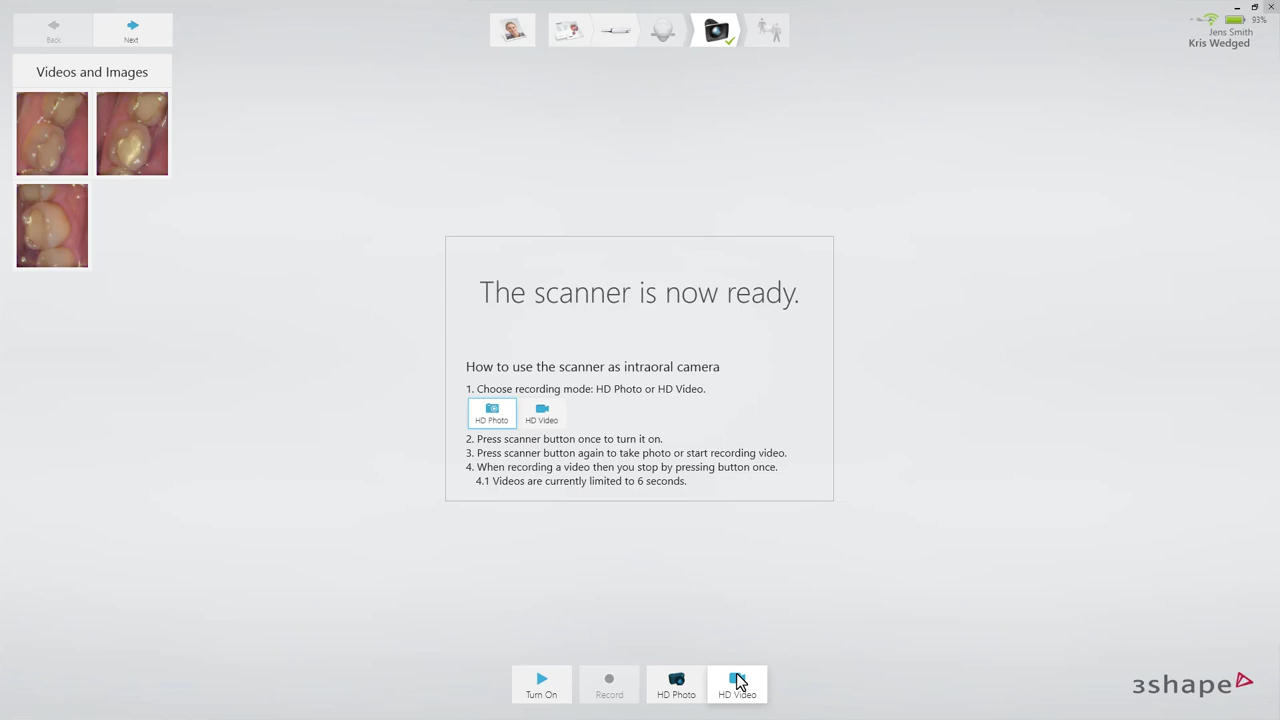 Back
Next
93%
Jens Smith
Kris Wedged
Videos and Images
The scanner is now ready.
How to use the scanner as intraoral camera
1. Choose recording mode: HD Photo or HD Video.
HD Photo
HD Video
2. Press scanner button once to turn it on.
3. Press scanner button again to take photo or start recording video.
4. When recording a video then you stop by pressing button once.
4.1 Videos are currently limited to 6 seconds.
Turn On
Record
HD Photo
HD Video
3shape